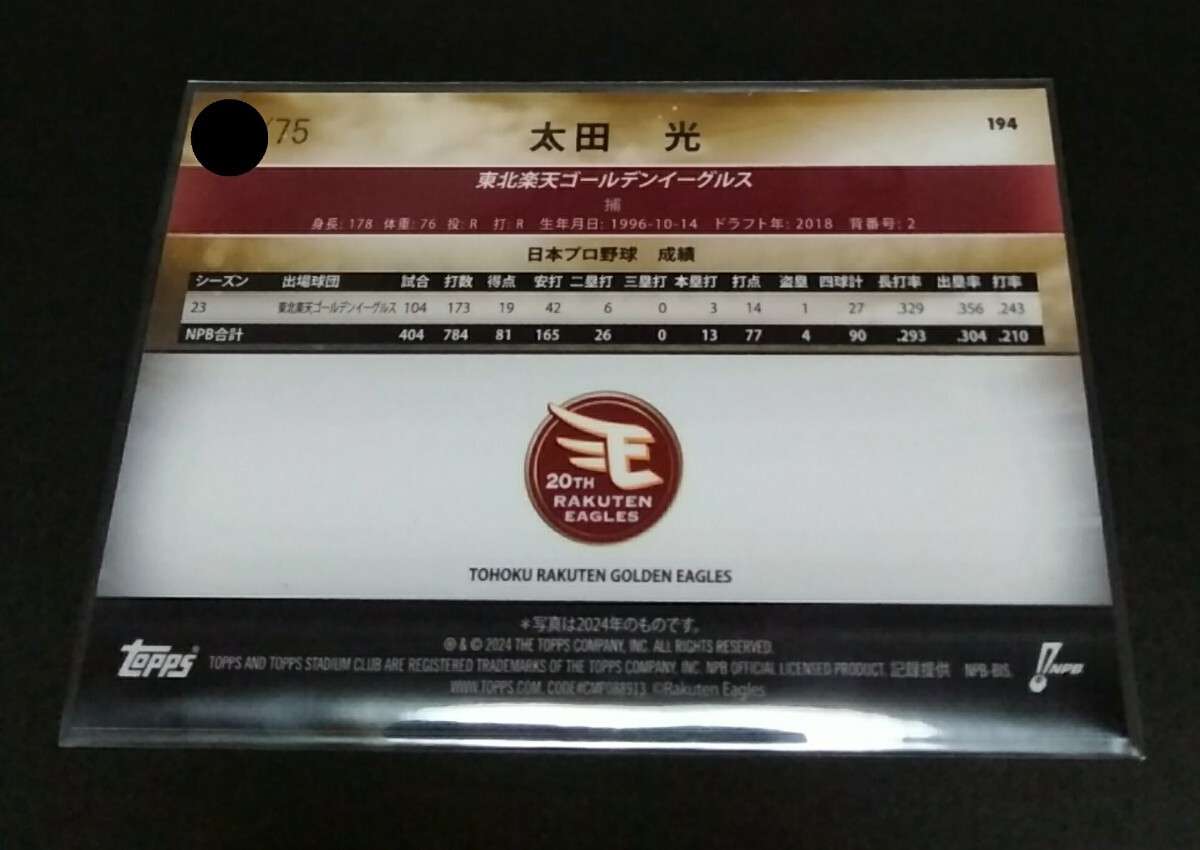 /75
太田 光
194
東北楽天ゴールデンイーグルス
捕
身長: 178 体重: 76 投: R 打: R 生年月日: 1996-10-14 ドラフト年: 2018 背番号: 2
日本プロ野球 成績
シーズン 出場球団 試合 打数 得点 安打 二塁打 三塁打 本塁打 打点 盗塁 四球計 長打率 出塁率 打率
23 東北楽天ゴールデンイーグルス 104 173 19 42 6 0 3 14 1 27 .329 .356 .243
NPB合計 404 784 81 165 26 0 13 77 4 90 .293 .304 .210
20TH
RAKUTEN
EAGLES
TOHOKU RAKUTEN GOLDEN EAGLES
*写真は2024年のものです。
® & © 2024 THE TOPPS COMPANY, INC. ALL RIGHTS RESERVED.
topps TOPPS AND TOPPS STADIUM CLUB ARE REGISTERED TRADEMARKS OF THE TOPPS COMPANY, INC. NPB OFFICIAL LICENSED PRODUCT. 記録提供 NPB-BIS. NPB
WWW.TOPPS.COM. CODE#CMP088913. ©Rakuten Eagles